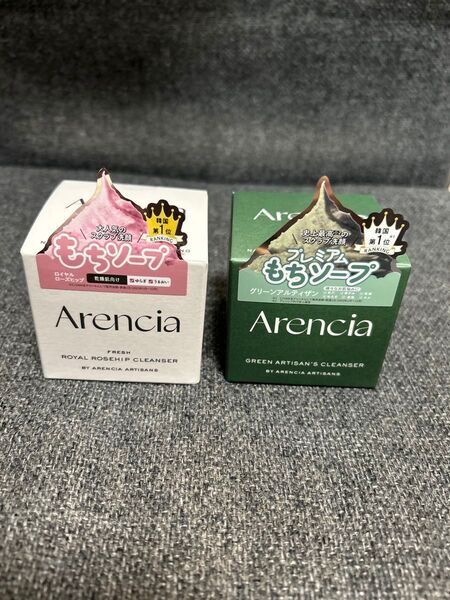 大人気の
スクラブ洗顔
韓国
第1位
RANKING
もちソープ
ロイヤル
ローズヒップ
乾燥肌向け
Arencia
FRESH
ROYAL ROSEHIP CLEANSER
BY ARENCIA ARTISANS
Are
史上最高*の
スクラブ洗顔
韓国
第1位
RANKING
プレミアム
もちソープ
グリーンアルティザン
Arencia
GREEN ARTISAN'S CLEANSER
BY ARENCIA ARTISANS